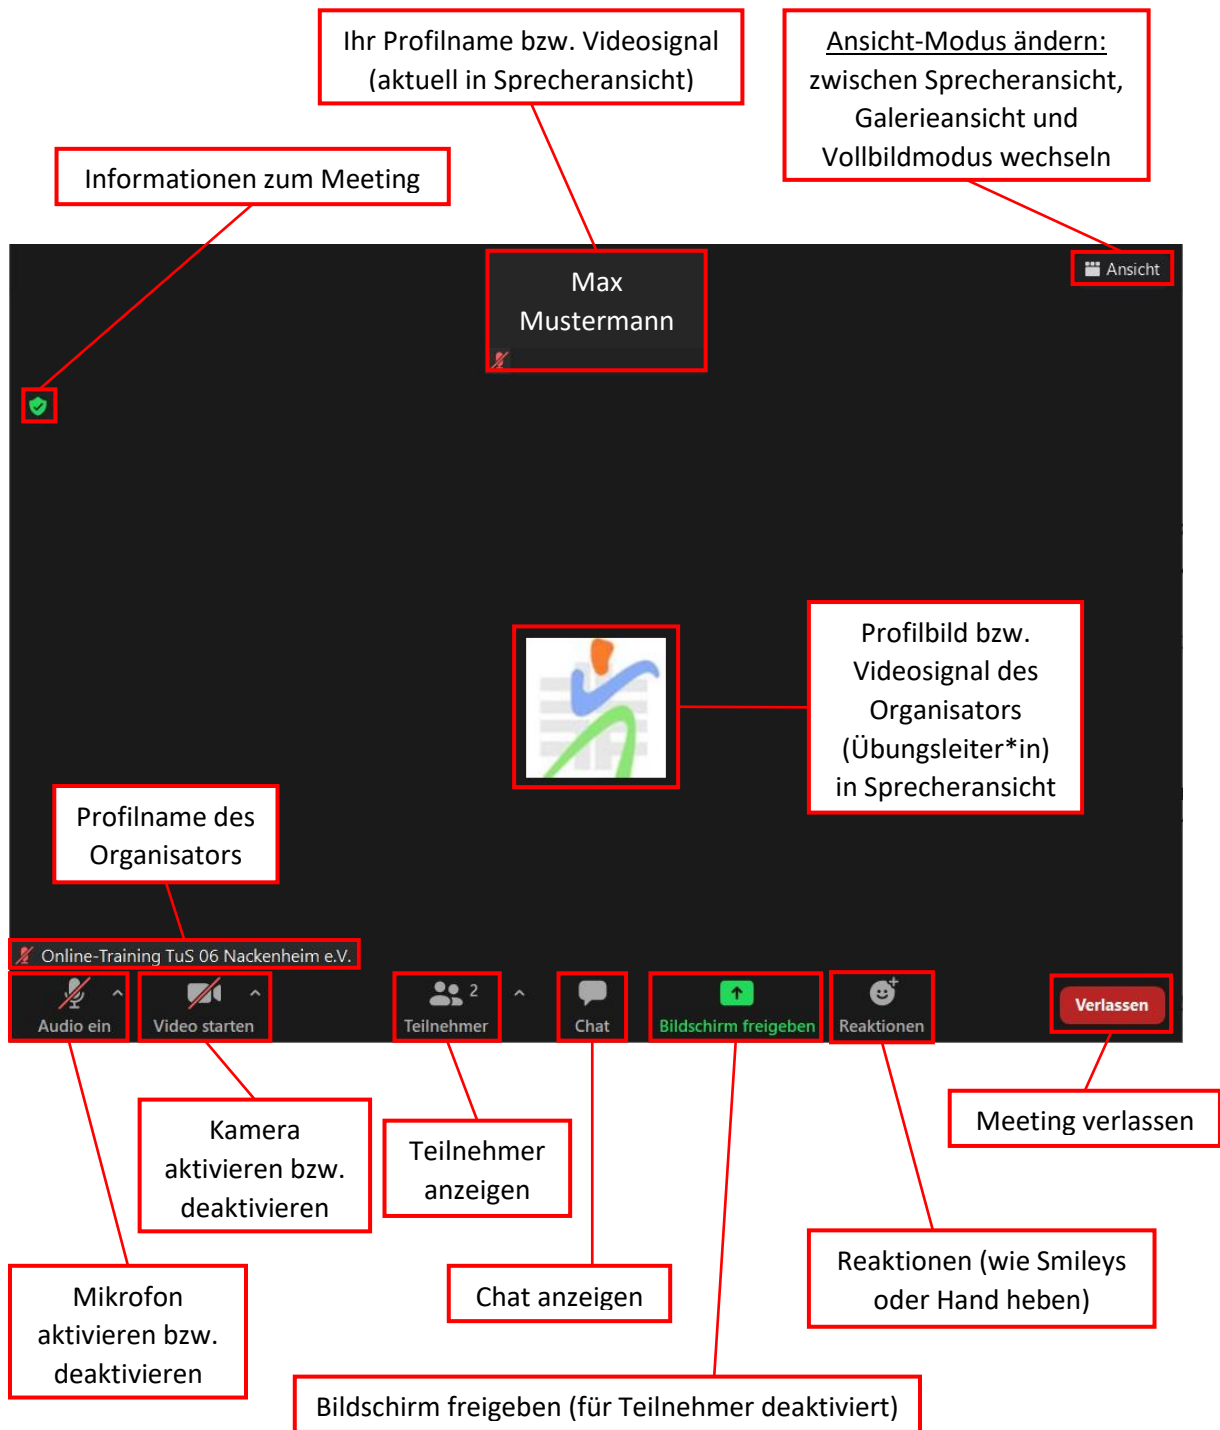 Ihr Profilname bzw. Videosignal
(aktuell in Sprecheransicht)
Ansicht-Modus ändern:
zwischen Sprecheransicht,
Galerieansicht und
Vollbildmodus wechseln
Informationen zum Meeting
Max
Mustermann
Ansicht
Profilbild bzw.
Videosignal des
Organisators
(Übungsleiter*in)
in Sprecheransicht
Profilname des
Organisators
Online-Training TuS 06 Nackenheim e.V.
Audio ein
Video starten
2
Teilnehmer
Chat
Bildschirm freigeben
Reaktionen
Verlassen
Kamera
aktivieren bzw.
deaktivieren
Teilnehmer
anzeigen
Meeting verlassen
Mikrofon
aktivieren bzw.
deaktivieren
Chat anzeigen
Reaktionen (wie Smileys
oder Hand heben)
Bildschirm freigeben (für Teilnehmer deaktiviert)